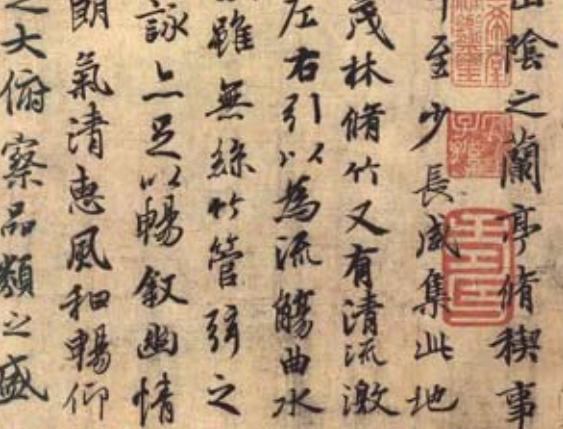 山陰之蘭亭脩禊事
至少長咸集此地
茂林脩竹又有清流激
左右引以為流觴曲水
雖無絲竹管弦之
詠亦足以暢敘幽情
朗氣清惠風和暢仰
之大俯察品類之盛